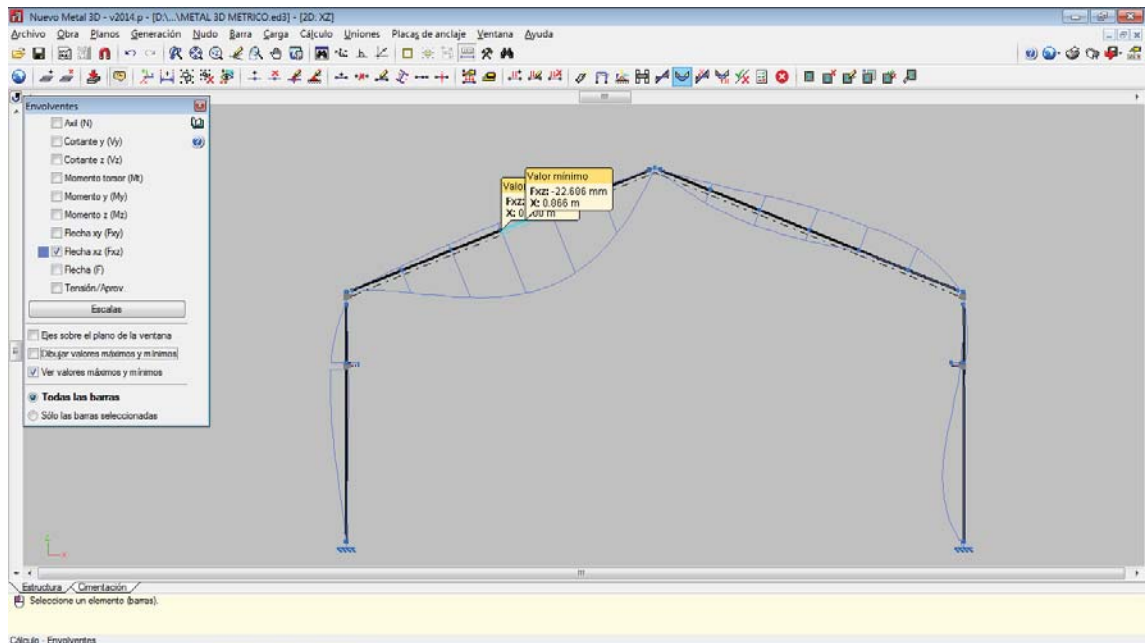 Nuevo Metal 3D - v2014.p - [D:\...\METAL 3D METRICO.ed3] - [2D: XZ]
Archivo Obra Planos Generación Nudo Barra Carga Cálculo Uniones Placas de anclaje Ventana Ayuda
Envolventes
Axil (N)
Cortante y (Vy)
Cortante z (Vz)
Momento torsor (Mt)
Momento y (My)
Momento z (Mz)
Flecha xy (Fxy)
Flecha xz (Fxz)
Flecha (F)
Tensión/Aprov.
Escalas
Ejes sobre el plano de la ventana
Dibujar valores máximos y mínimos
Ver valores máximos y mínimos
Todas las barras
Sólo las barras seleccionadas
Valor mínimo
Fxz: -22.606 mm
X: 0.866 m
Estructura Cimentación
Seleccione un elemento (barras).
Cálculo - Envolventes